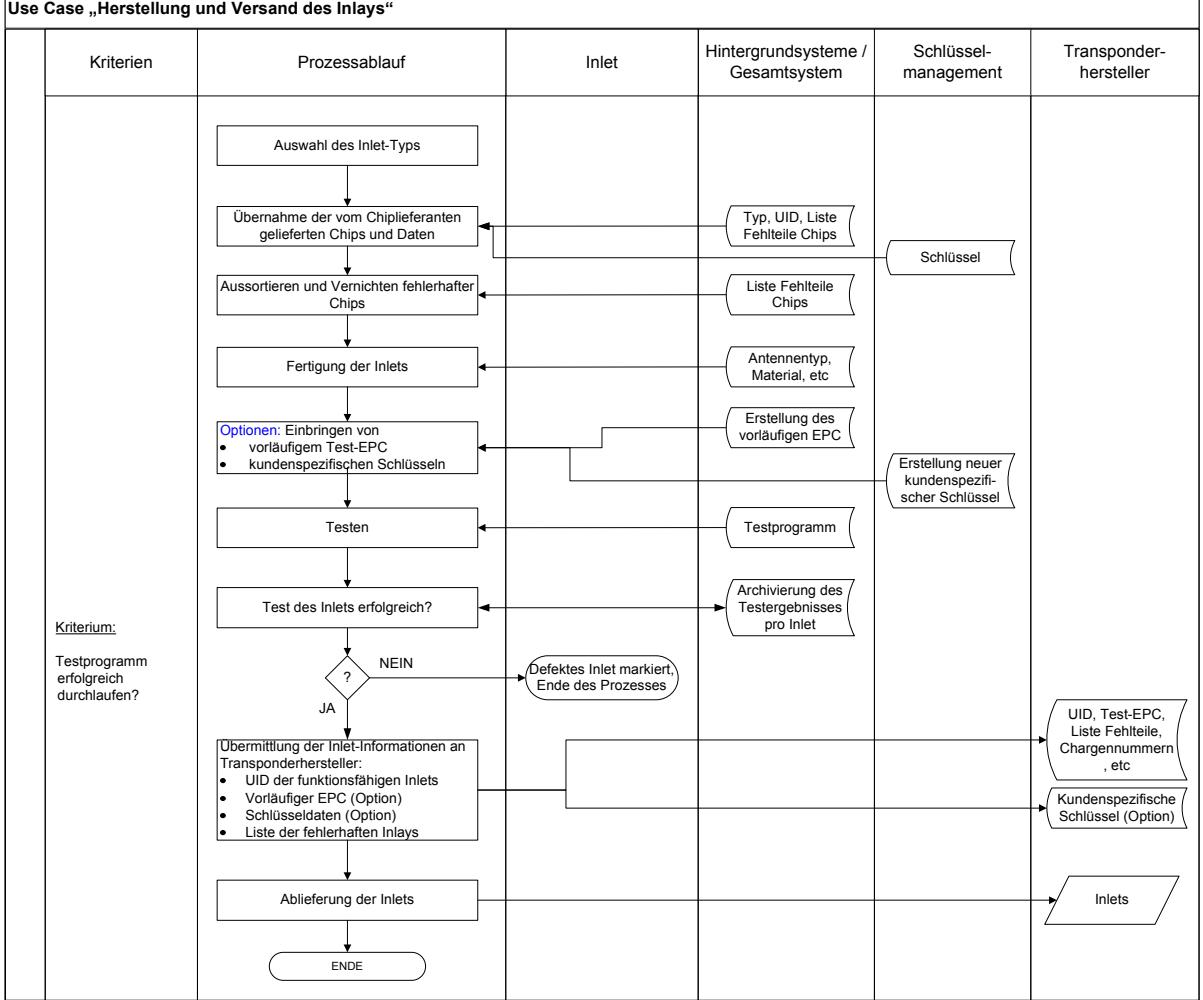 Use Case „Herstellung und Versand des Inlays“
Kriterien
Prozessablauf
Inlet
Hintergrundsysteme /
Gesamtsystem
Schlüssel-
management
Transponder-
hersteller
Auswahl des Inlet-Typs
Übernahme der vom Chiplieferanten
gelieferten Chips und Daten
Typ, UID, Liste
Fehlteile Chips
Schlüssel
Aussortieren und Vernichten fehlerhafter
Chips
Liste Fehlteile
Chips
Fertigung der Inlets
Antennentyp,
Material, etc
Optionen: Einbringen von
• vorläufigem Test-EPC
• kundenspezifischen Schlüsseln
Erstellung des
vorläufigen EPC
Erstellung neuer
kundenspezifi-
scher Schlüssel
Testen
Testprogramm
Test des Inlets erfolgreich?
Archivierung des
Testergebnisses
pro Inlet
Kriterium:
Testprogramm
erfolgreich
durchlaufen?
?
NEIN
Defektes Inlet markiert,
Ende des Prozesses
JA
Übermittlung der Inlet-Informationen an
Transponderhersteller:
• UID der funktionsfähigen Inlets
• Vorläufiger EPC (Option)
• Schlüsseldaten (Option)
• Liste der fehlerhaften Inlays
UID, Test-EPC,
Liste Fehlteile,
Chargennummern
, etc
Kundenspezifische
Schlüssel (Option)
Ablieferung der Inlets
Inlets
ENDE